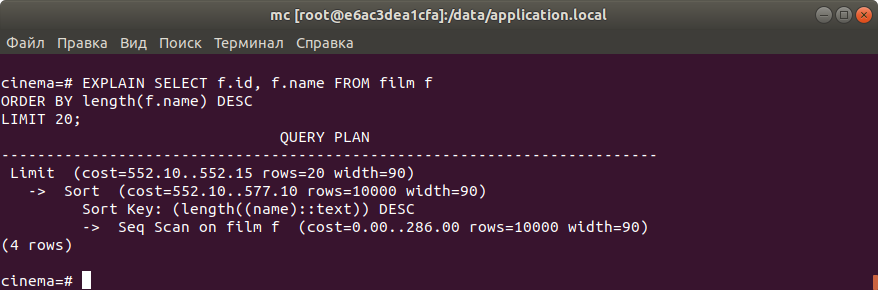 mc [root@e6ac3dea1cfa]:/data/application.local
Файл Правка Вид Поиск Терминал Справка
cinema=# EXPLAIN SELECT f.id, f.name FROM film f
ORDER BY length(f.name) DESC
LIMIT 20;
QUERY PLAN
-------------------------------------------------------------------------
Limit  (cost=552.10..552.15 rows=20 width=90)
->  Sort  (cost=552.10..577.10 rows=10000 width=90)
Sort Key: (length((name)::text)) DESC
->  Seq Scan on film f  (cost=0.00..286.00 rows=10000 width=90)
(4 rows)
cinema=#